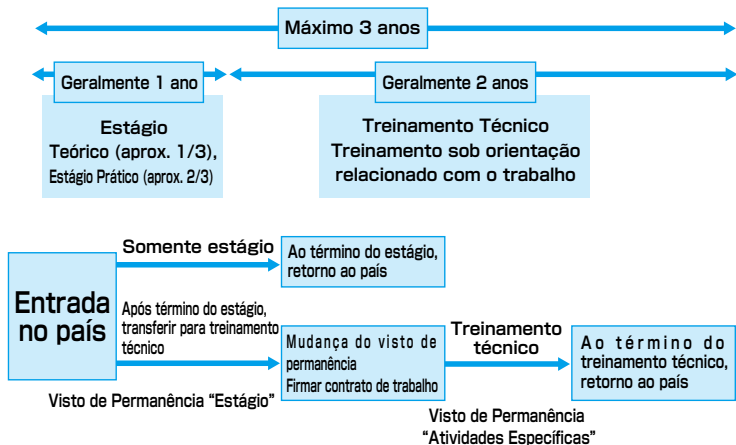 Máximo 3 anos
Geralmente 1 ano
Geralmente 2 anos
Estágio
Teórico (aprox. 1/3),
Estágio Prático (aprox. 2/3)
Treinamento Técnico
Treinamento sob orientação
relacionado com o trabalho
Entrada
no país
Somente estágio
Ao término do estágio,
retorno ao país
Após término do estágio,
transferir para treinamento
técnico
Visto de Permanência “Estágio”
Mudança do visto de
permanência
Firmar contrato de trabalho
Treinamento
técnico
Visto de Permanência
“Atividades Específicas”
Ao término do
treinamento técnico,
retorno ao país